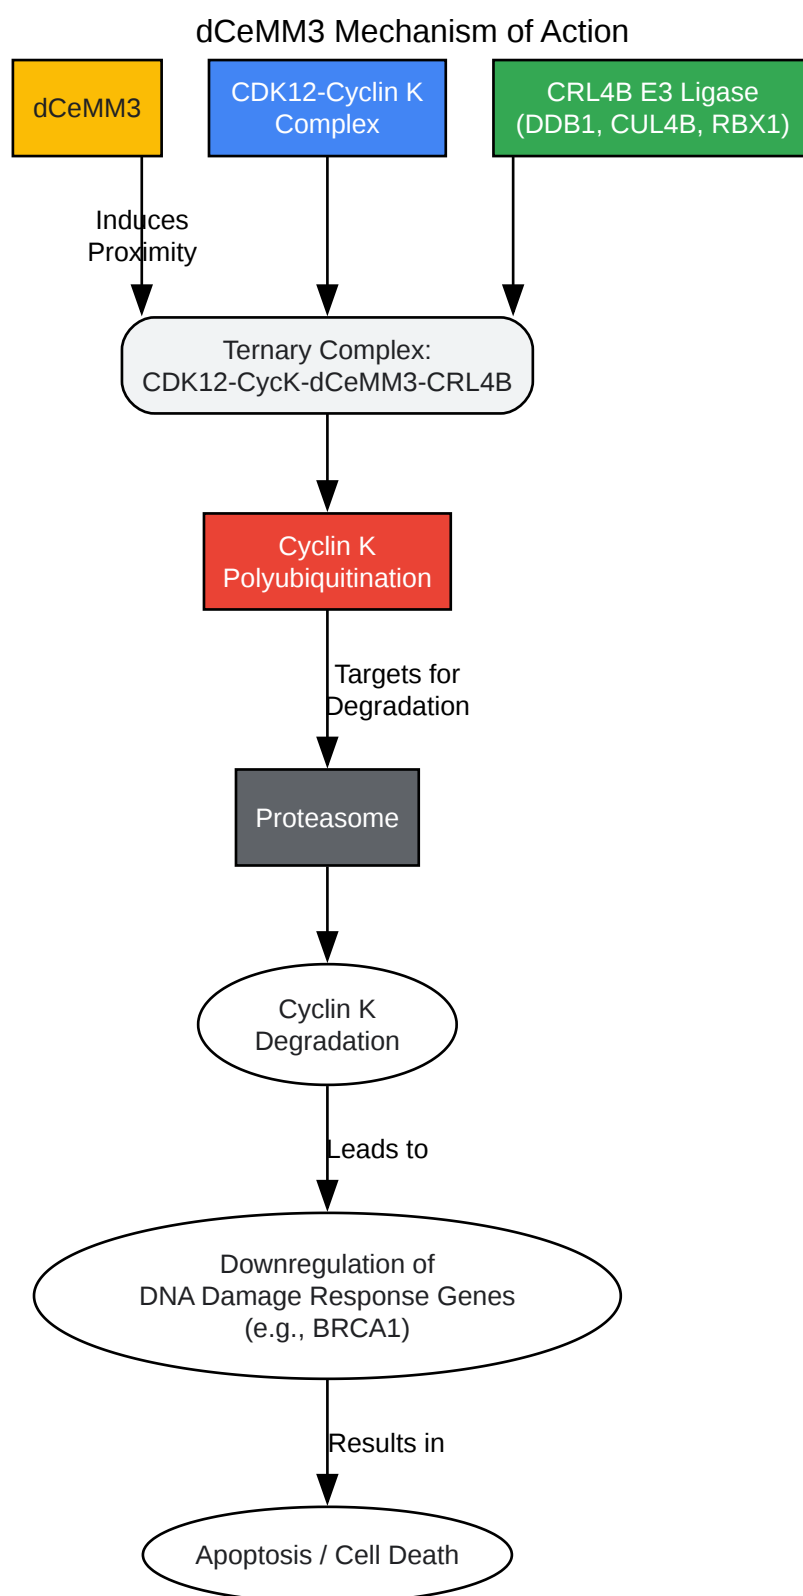 dCeMM3 Mechanism of Action
dCeMM3
CDK12-Cyclin K
Complex
CRL4B E3 Ligase
(DDB1, CUL4B, RBX1)
Induces
Proximity
Ternary Complex:
CDK12-CycK-dCeMM3-CRL4B
Cyclin K
Polyubiquitination
Targets for
Degradation
Proteasome
Cyclin K
Degradation
Leads to
Downregulation of
DNA Damage Response Genes
(e.g., BRCA1)
Results in
Apoptosis / Cell Death